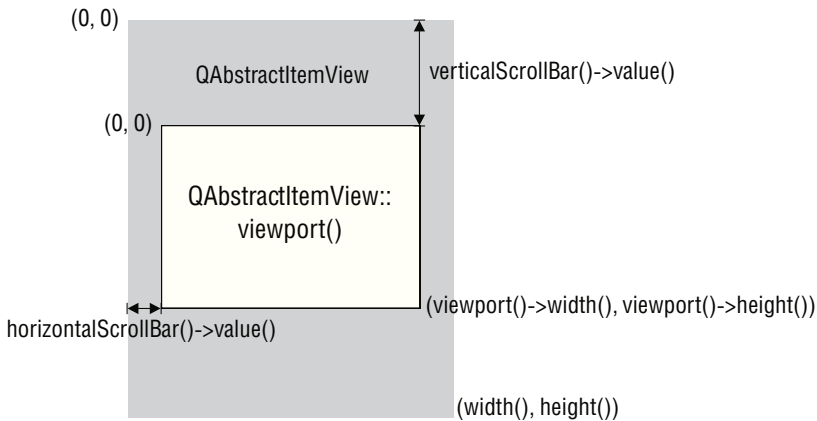 (0, 0)
QAbstractItemView
verticalScrollBar()->value()
(0, 0)
QAbstractItemView::
viewport()
(viewport()->width(), viewport()->height())
horizontalScrollBar()->value()
(width(), height())